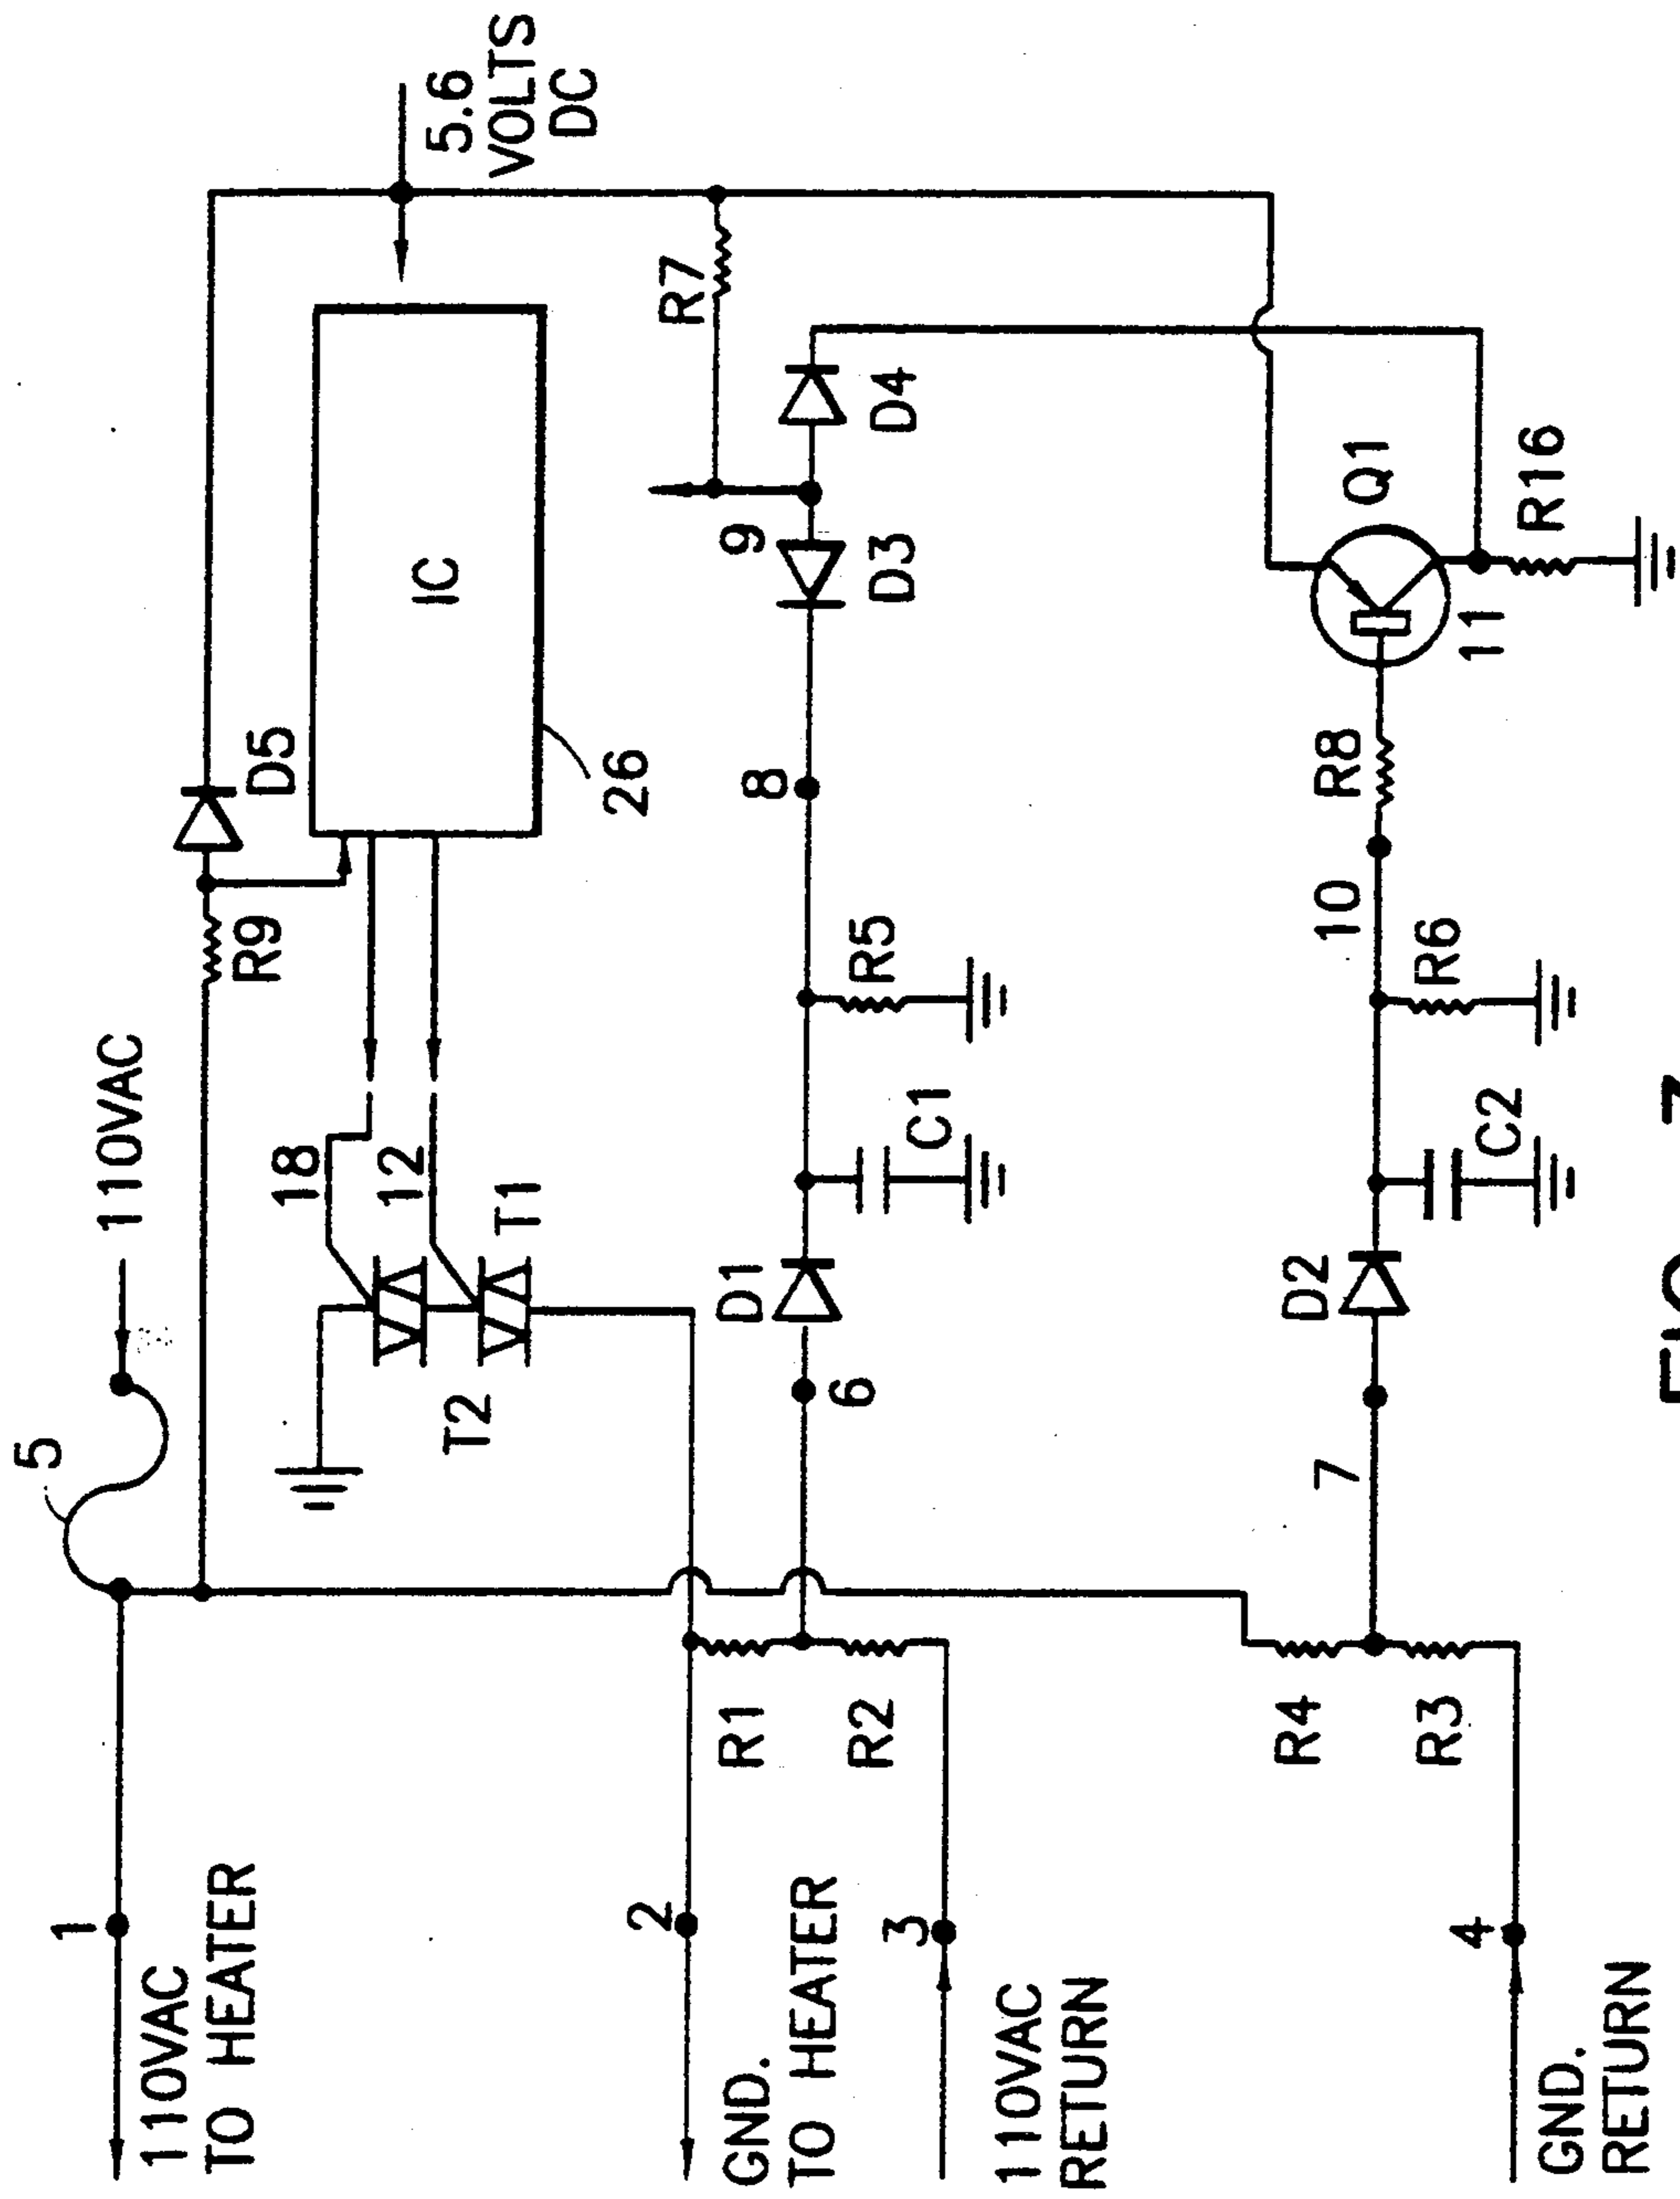 5
110VAC
1
110VAC
TO HEATER
R9
D5
5.6
VOLTS
DC
18
12
T1
T2
IC
26
2
GND.
TO HEATER
R1
R2
3
110VAC
RETURN
6
D1
C1
R5
8
9
D3
D4
R7
7
D2
C2
R6
10
R8
Q1
11
R16
R4
R3
4
GND.
RETURN